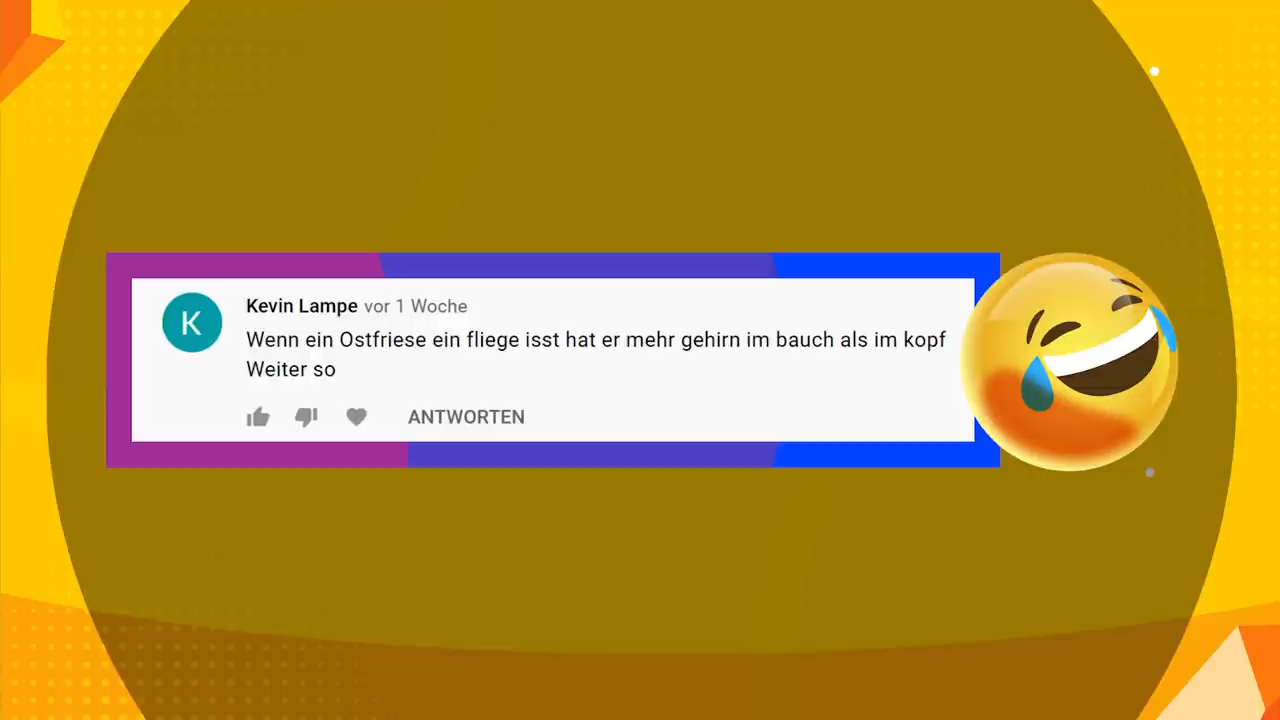 K
Kevin Lampe vor 1 Woche
Wenn ein Ostfriese ein fliege isst hat er mehr gehirn im bauch als im kopf
Weiter so
ANTWORTEN